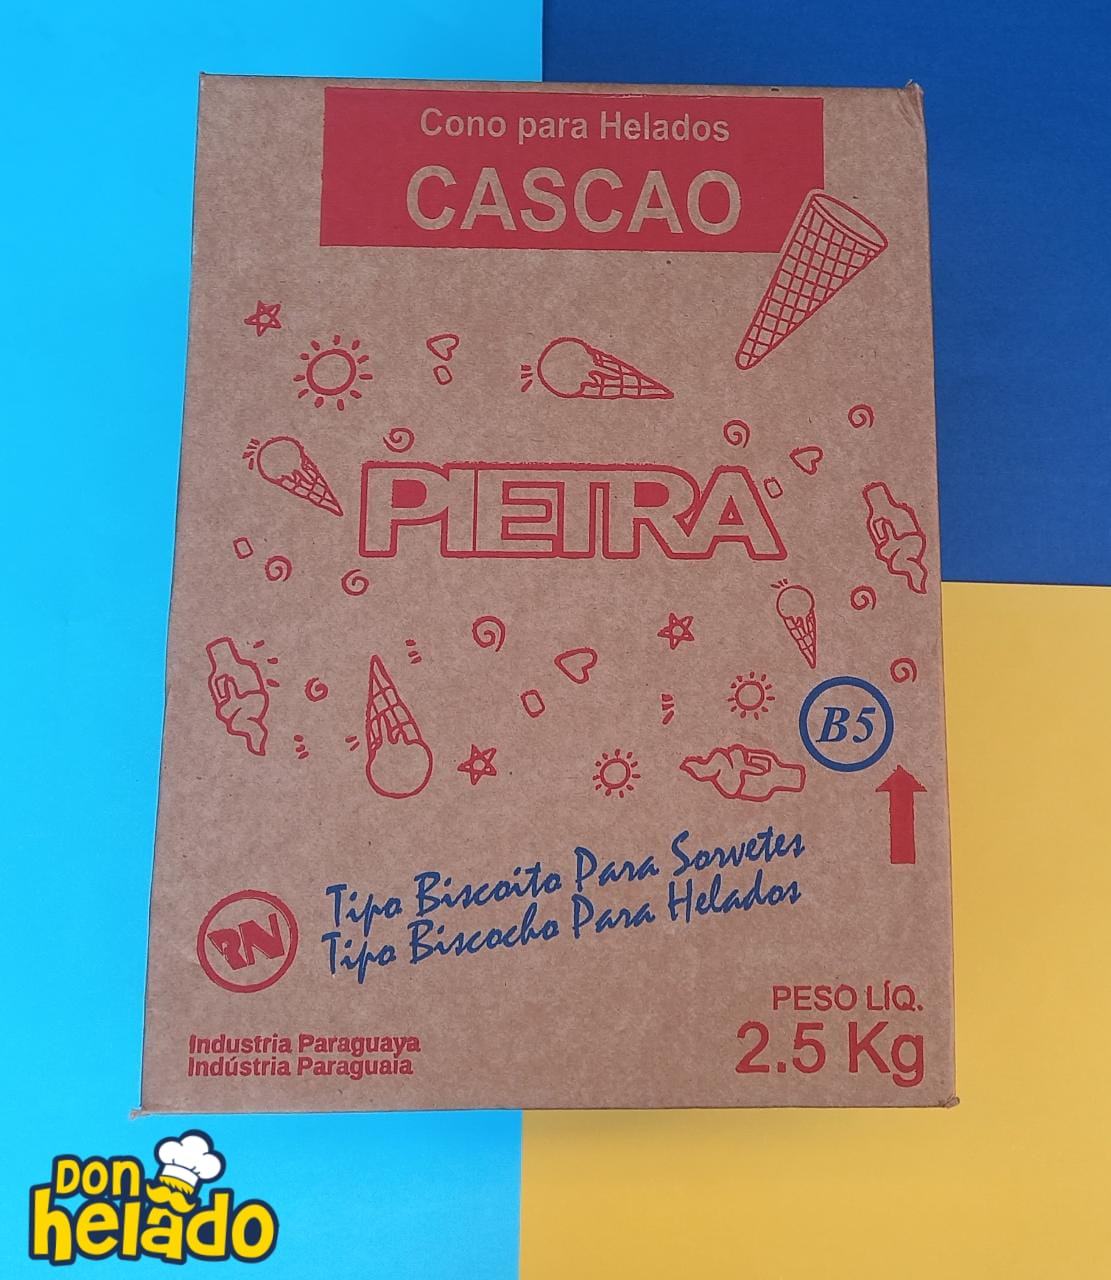 Cono para Helados
CASCAO
PIETRA
B5
Tipo Biscoito Para Sorvetes
Tipo Biscocho Para Helados
RN
PESO LÍQ.
2.5 Kg
Industria Paraguaya
Indústria Paraguaia
Don
helado